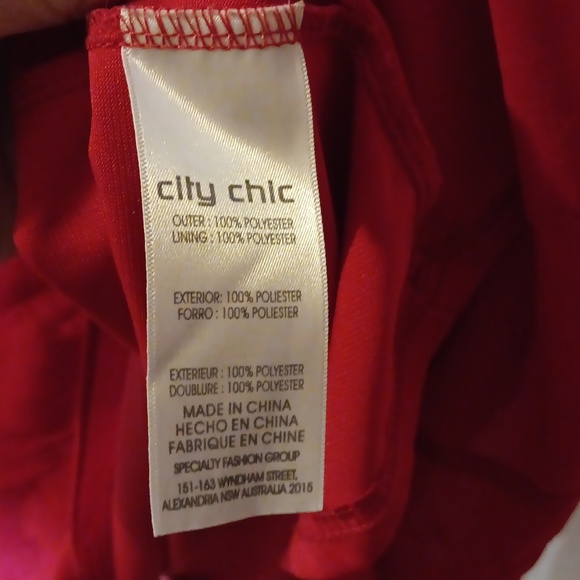 city chic
OUTER : 100% POLYESTER
LINING : 100% POLYESTER
EXTERIOR: 100% POLIESTER
FORRO : 100% POLIESTER
EXTERIEUR : 100% POLYESTER
DOUBLURE : 100% POLYESTER
MADE IN CHINA
HECHO EN CHINA
FABRIQUE EN CHINE
SPECIALTY FASHION GROUP
151-163 WYNDHAM STREET,
ALEXANDRIA NSW AUSTRALIA 2015